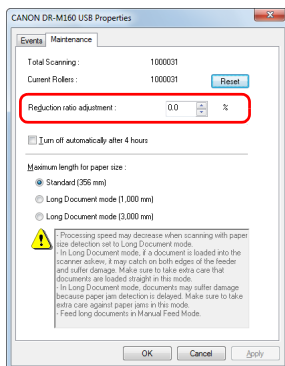 CANON DR-M160 USB Properties
Events Maintenance
Total Scanning : 1000031
Current Rollers : 1000031 Reset
Reduction ratio adjustment : 0.0 %
Turn off automatically after 4 hours
Maximum length for paper size :
Standard (356 mm)
Long Document mode (1,000 mm)
Long Document mode (3,000 mm)
- Processing speed may decrease when scanning with paper
size detection set to Long Document mode.
- In Long Document mode, if a document is loaded into the
scanner askew, it may catch on both edges of the feeder
and suffer damage. Make sure to take extra care that
documents are loaded straight in this mode.
- In Long Document mode, documents may suffer damage
because paper jam detection is delayed. Make sure to take
extra care against paper jams in this mode.
- Feed long documents in Manual Feed Mode.
OK Cancel Apply